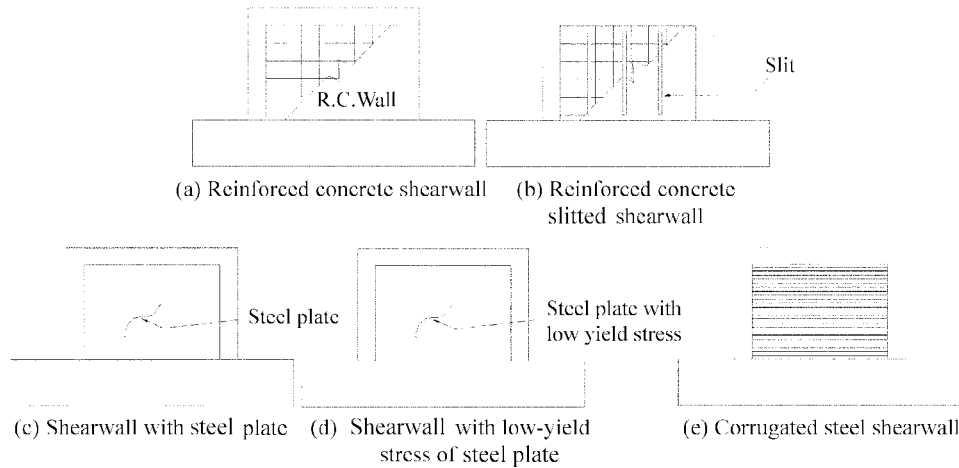 R.C.Wall
Slit
(a) Reinforced concrete shearwall
(b) Reinforced concrete
slitted shearwall
Steel plate
Steel plate with
low yield stress
(c) Shearwall with steel plate
(d) Shearwall with low-yield
stress of steel plate
(e) Corrugated steel shearwall